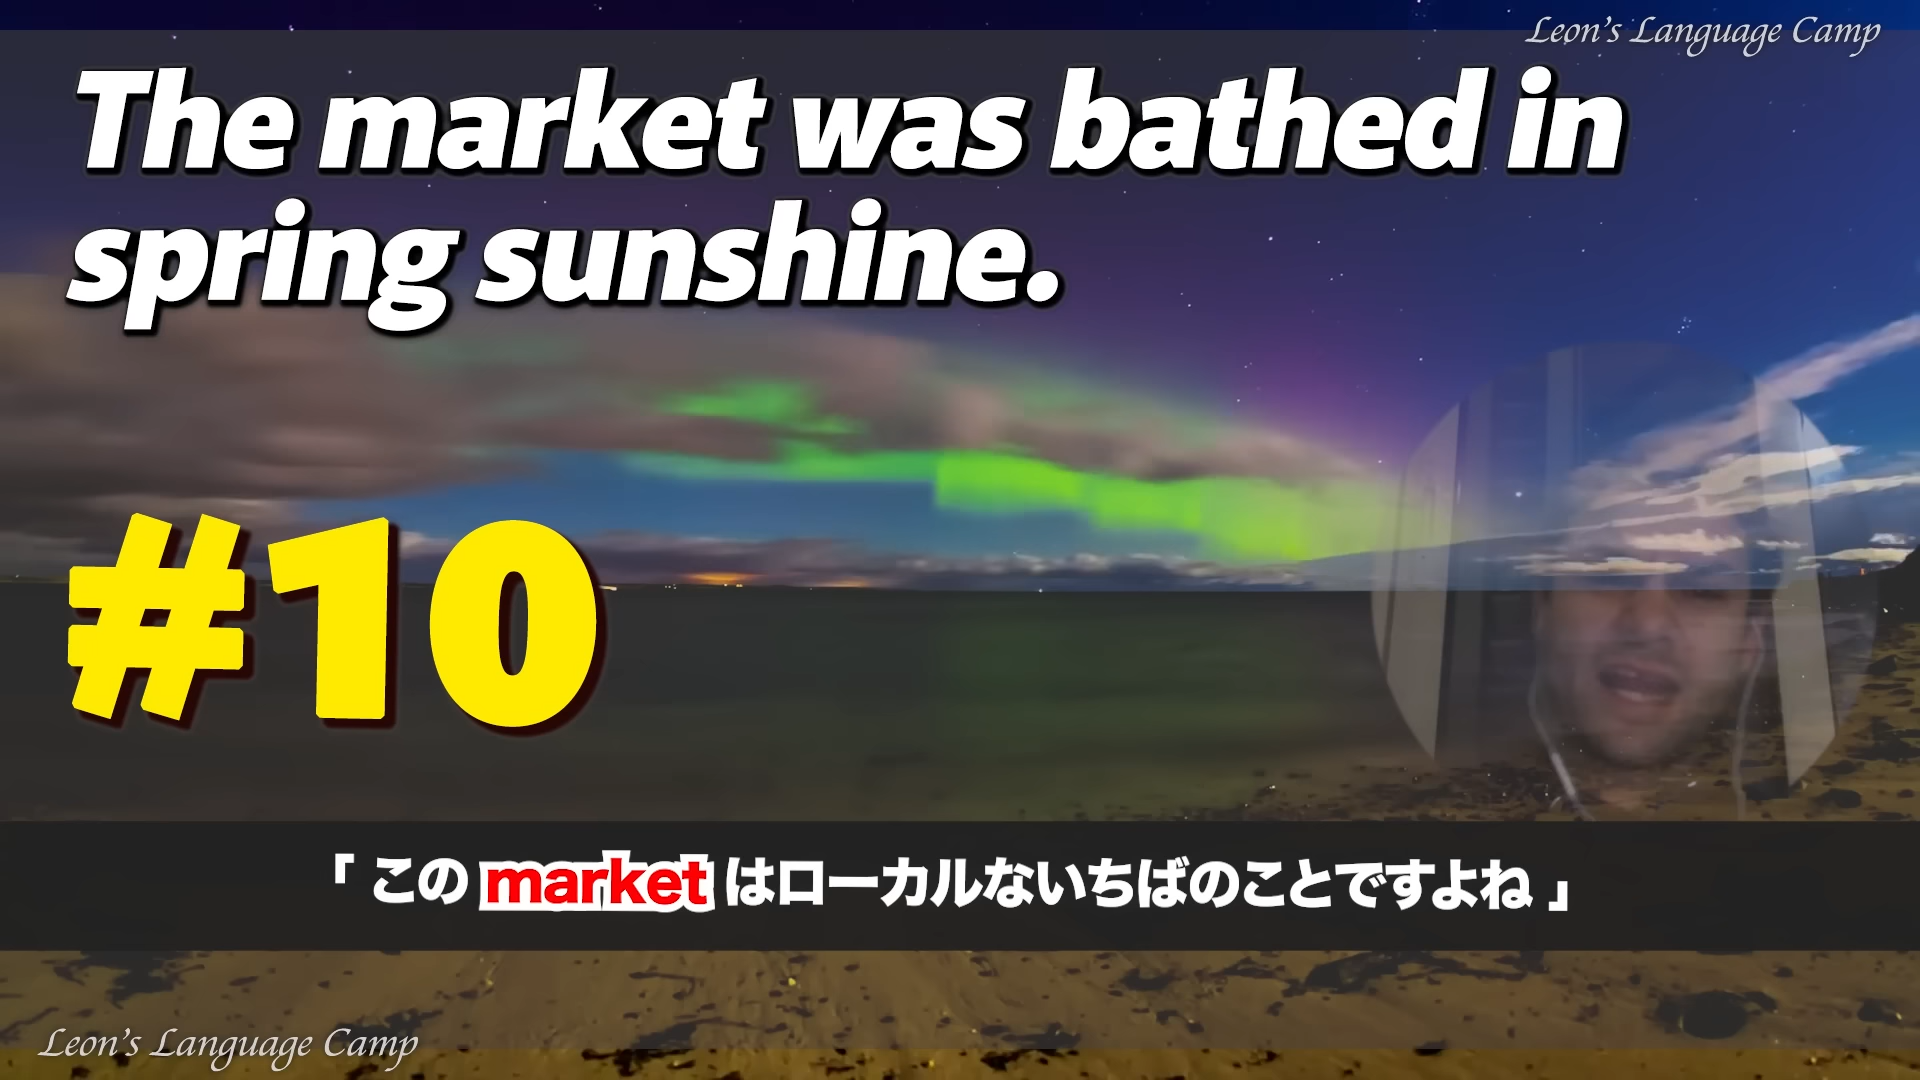 Leon's Language Camp
The market was bathed in
spring sunshine.
#10
「 この market はローカルないちばのことですよね 」
Leon's Language Camp